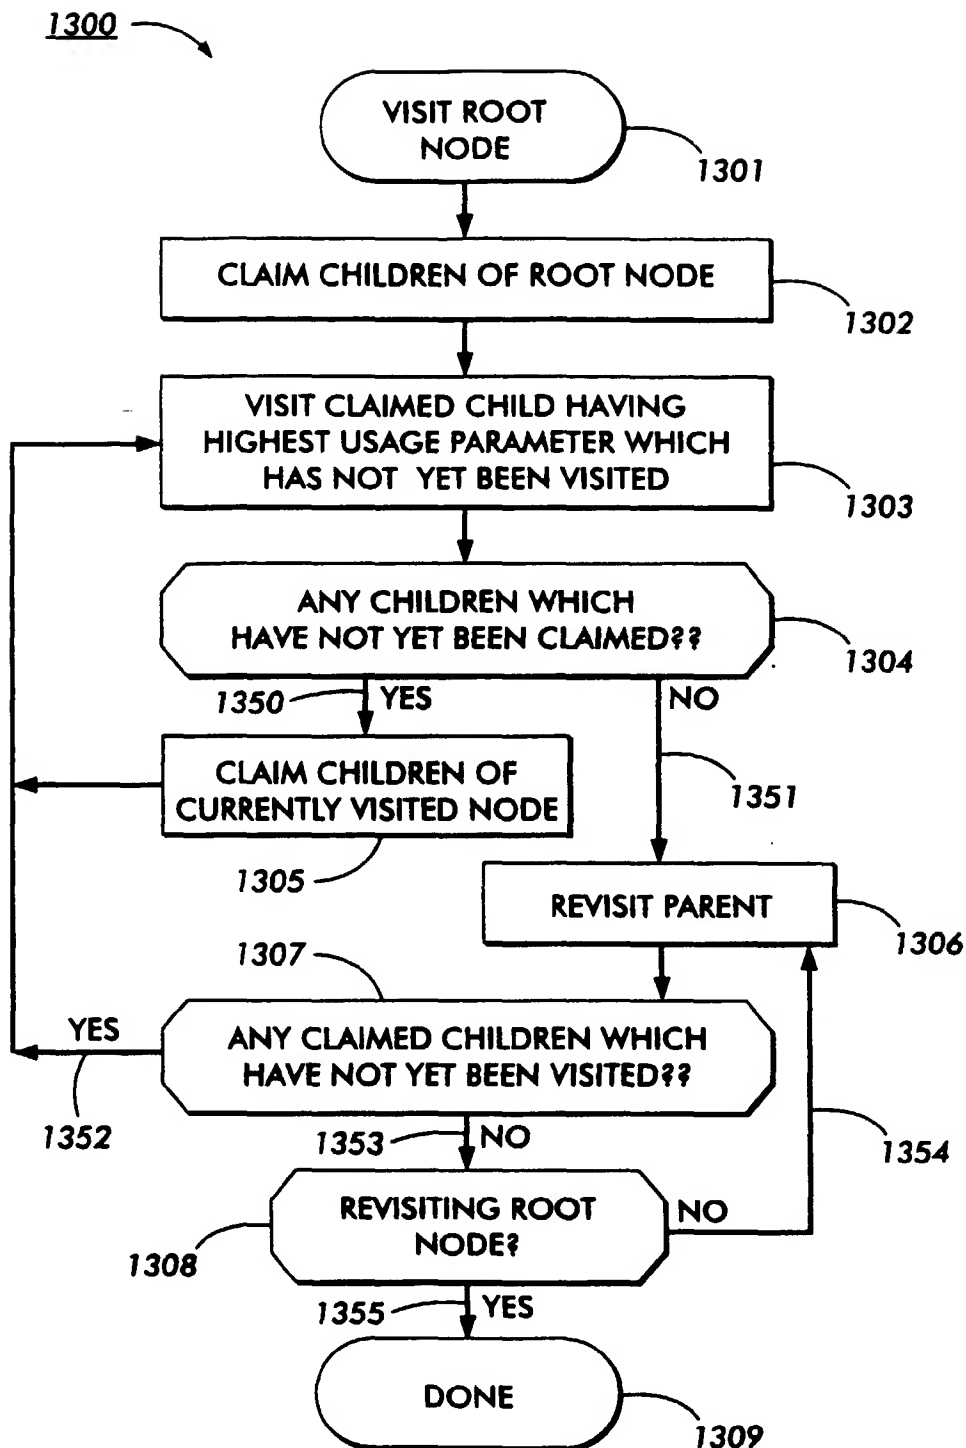 1300
VISIT ROOT
NODE
1301
CLAIM CHILDREN OF ROOT NODE
1302
VISIT CLAIMED CHILD HAVING
HIGHEST USAGE PARAMETER WHICH
HAS NOT YET BEEN VISITED
1303
ANY CHILDREN WHICH
HAVE NOT YET BEEN CLAIMED??
1304
1350
YES
NO
CLAIM CHILDREN OF
CURRENTLY VISITED NODE
1351
1305
REVISIT PARENT
1306
1307
ANY CLAIMED CHILDREN WHICH
HAVE NOT YET BEEN VISITED??
YES
1352
1353
NO
1354
REVISITING ROOT
NODE?
NO
1308
1355
YES
DONE
1309